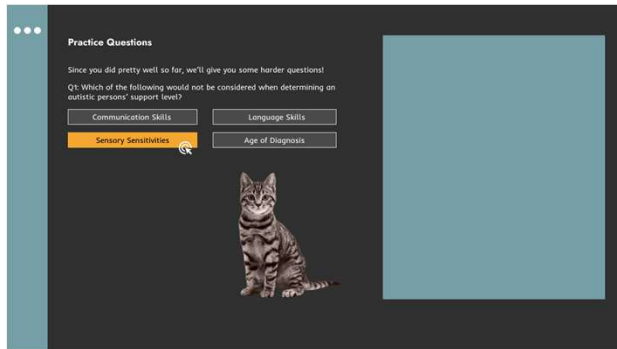 Practice Questions
Since you did pretty well so far, we'll give you some harder questions!
Q1: Which of the following would not be considered when determining an
autistic persons' support level?
Communication Skills
Language Skills
Sensory Sensitivities
Age of Diagnosis